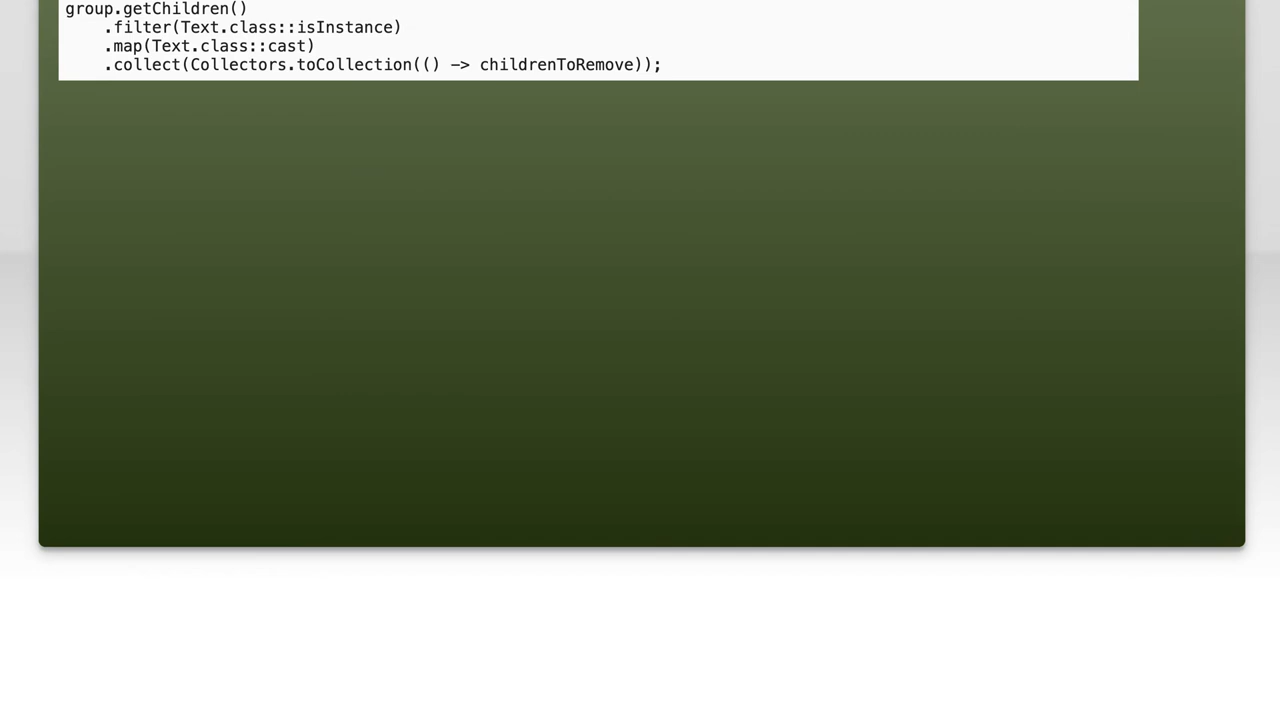 group.getChildren()
    .filter(Text.class::isInstance)
    .map(Text.class::cast)
    .collect(Collectors.toCollection(() -> childrenToRemove));